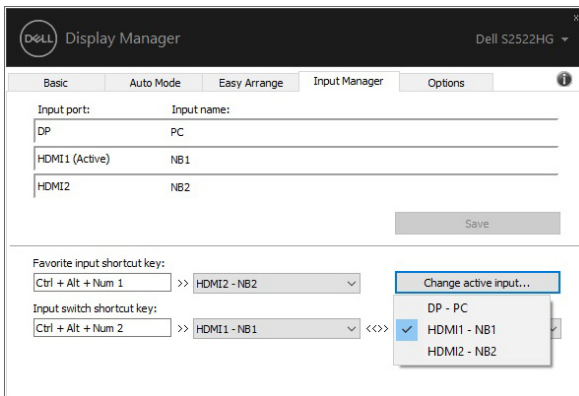 DELL Display Manager Dell S2522HG
Basic Auto Mode Easy Arrange Input Manager Options
Input port: Input name:
DP PC
HDMI1 (Active) NB1
HDMI2 NB2
Save
Favorite input shortcut key:
Ctrl + Alt + Num 1 >> HDMI2 - NB2 Change active input...
Input switch shortcut key:
Ctrl + Alt + Num 2 >> HDMI1 - NB1 <<>>
DP - PC
HDMI1 - NB1
HDMI2 - NB2